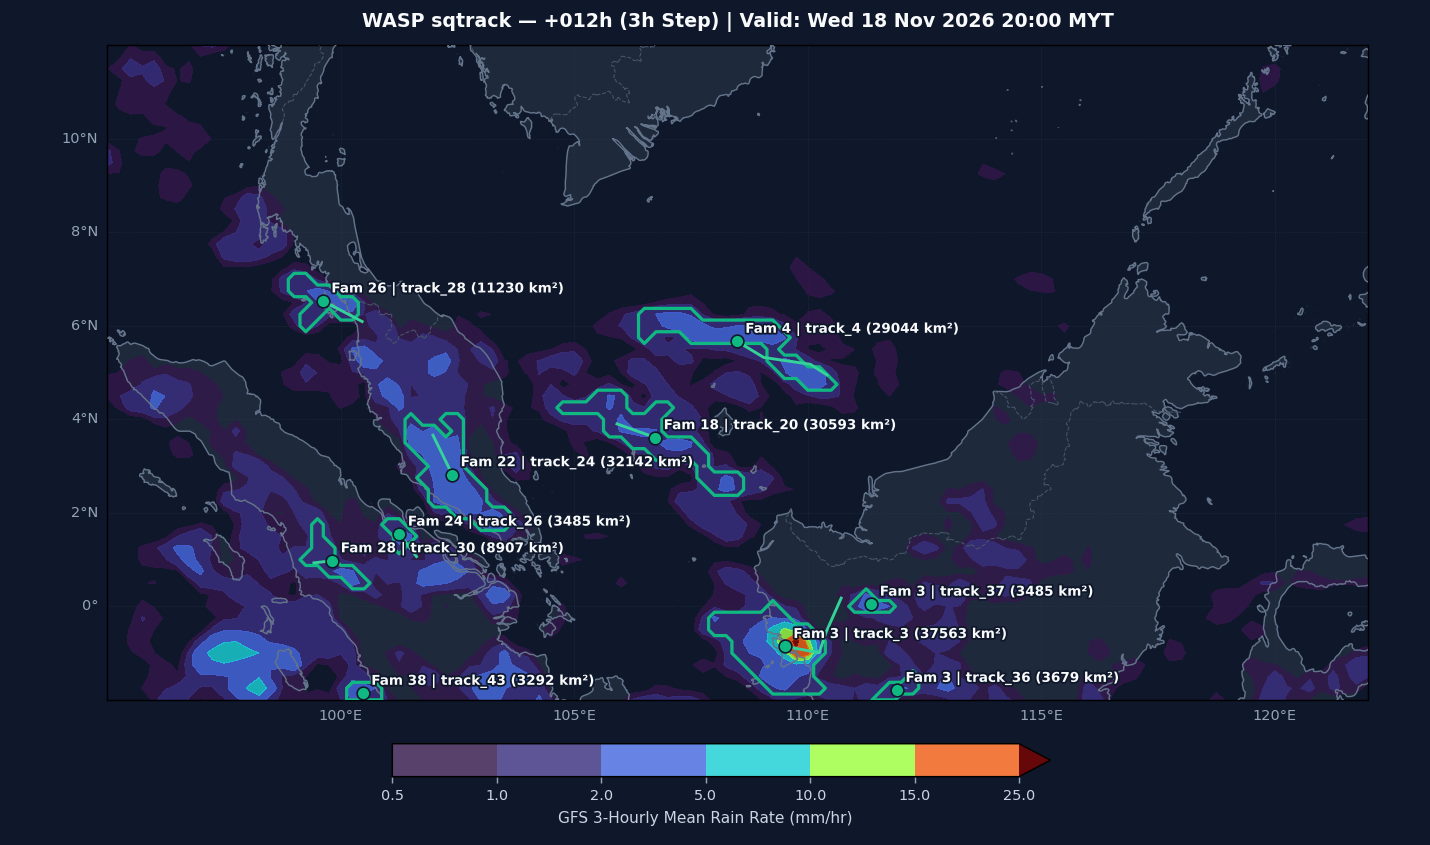 WASP sqtrack — +012h (3h Step) | Valid: Wed 18 Nov 2026 20:00 MYT
10°N
8°N
6°N
4°N
2°N
0°
Fam 26 | track_28 (11230 km²)
Fam 4 | track_4 (29044 km²)
Fam 18 | track_20 (30593 km²)
Fam 22 | track_24 (32142 km²)
Fam 24 | track_26 (3485 km²)
Fam 28 | track_30 (8907 km²)
Fam 3 | track_37 (3485 km²)
Fam 3 | track_3 (37563 km²)
Fam 3 | track_36 (3679 km²)
Fam 38 | track_43 (3292 km²)
100°E 105°E 110°E 115°E 120°E
0.5 1.0 2.0 5.0 10.0 15.0 25.0
GFS 3-Hourly Mean Rain Rate (mm/hr)